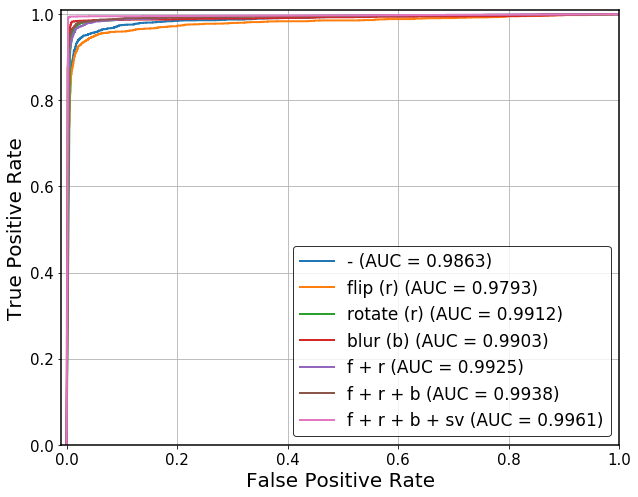 1.0
0.8
0.6
0.4
0.2
0.0
True Positive Rate
- (AUC = 0.9863)
flip (r) (AUC = 0.9793)
rotate (r) (AUC = 0.9912)
blur (b) (AUC = 0.9903)
f + r (AUC = 0.9925)
f + r + b (AUC = 0.9938)
f + r + b + sv (AUC = 0.9961)
0.0 0.2 0.4 0.6 0.8 1.0
False Positive Rate